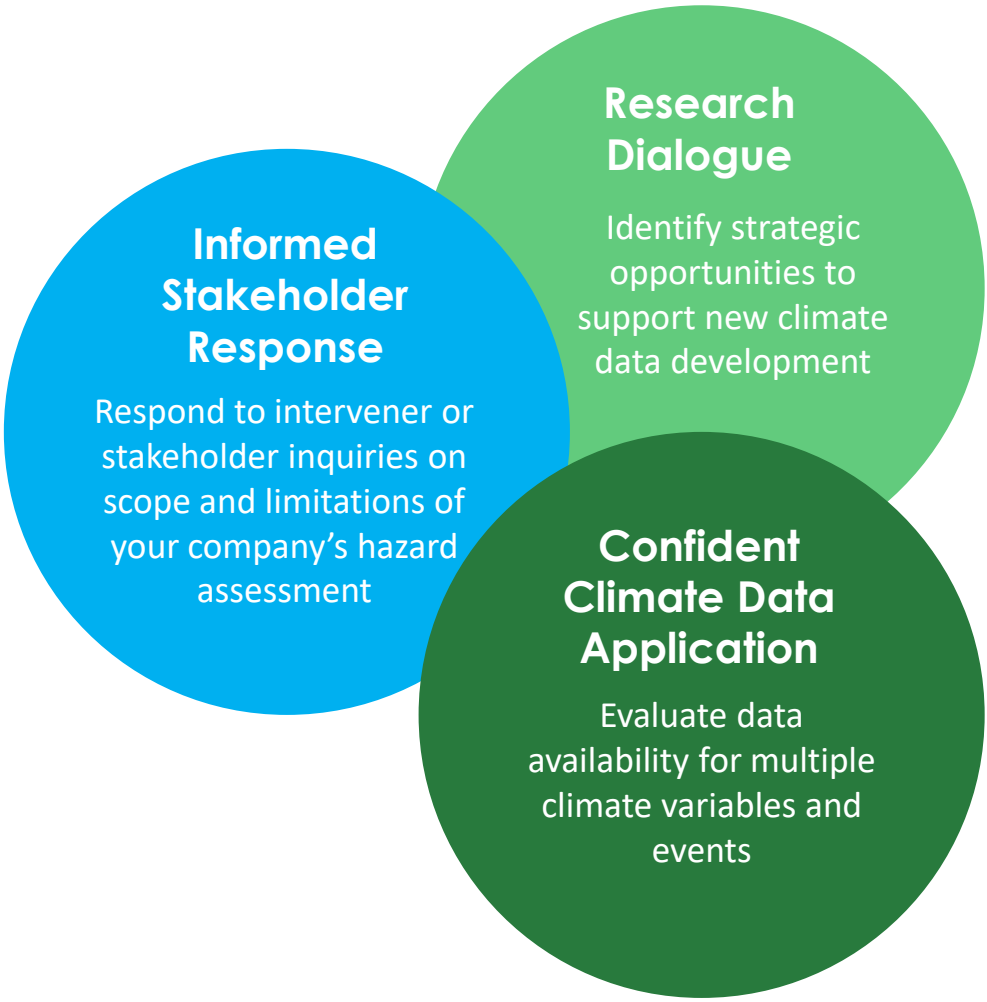 Research
Dialogue
Identify strategic
opportunities to
support new climate
data development
Informed
Stakeholder
Response
Respond to intervener or
stakeholder inquiries on
scope and limitations of
your company’s hazard
assessment
Confident
Climate Data
Application
Evaluate data
availability for multiple
climate variables and
events